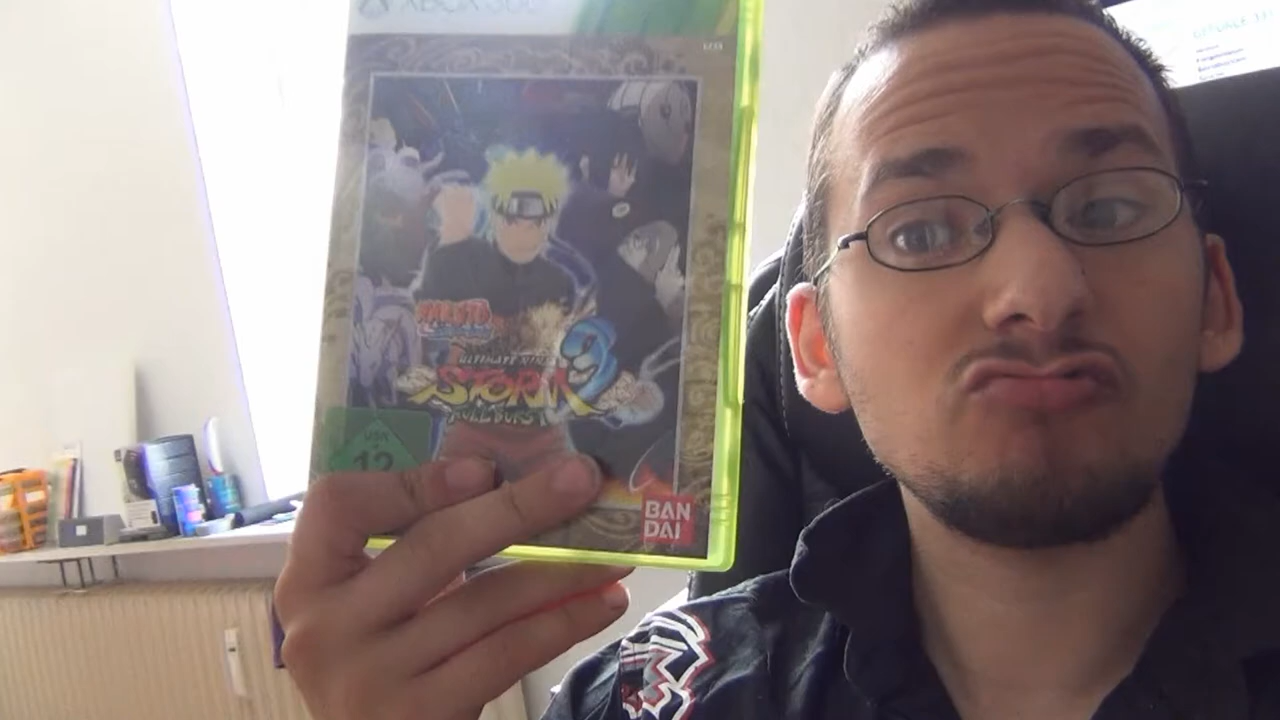 XBOX 360
NARUTO
ULTIMATE NINJA
STORM 3
FULL BURST
USK
12
BAN
DAI